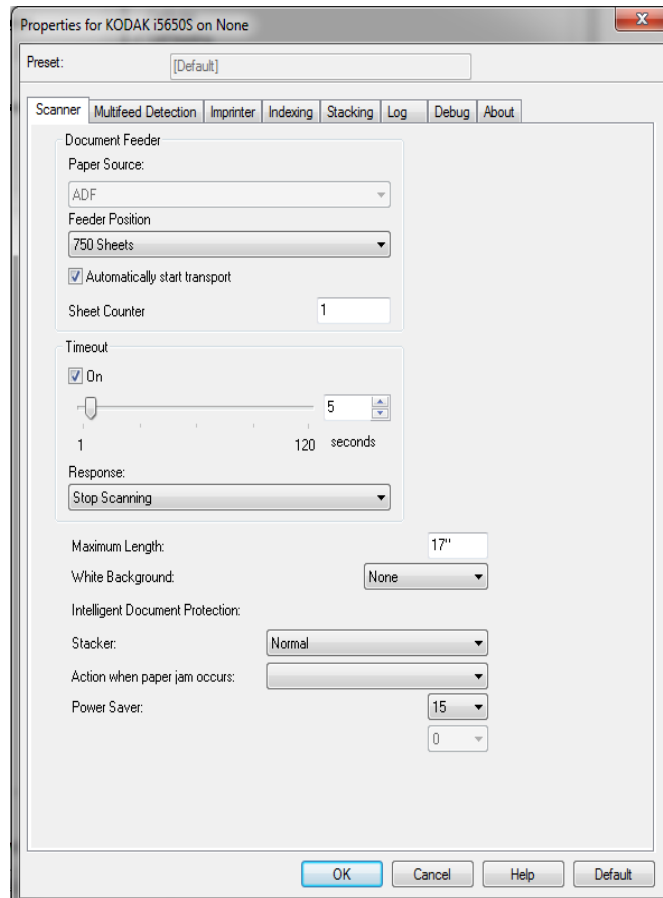 Properties for KODAK i5650S on None
Preset: [Default]
Scanner Multifeed Detection Imprinter Indexing Stacking Log Debug About
Document Feeder
Paper Source:
ADF
Feeder Position
750 Sheets
Automatically start transport
Sheet Counter 1
Timeout
On
5
1 120 seconds
Response:
Stop Scanning
Maximum Length: 17"
White Background: None
Intelligent Document Protection:
Stacker: Normal
Action when paper jam occurs:
Power Saver: 15
0
OK Cancel Help Default